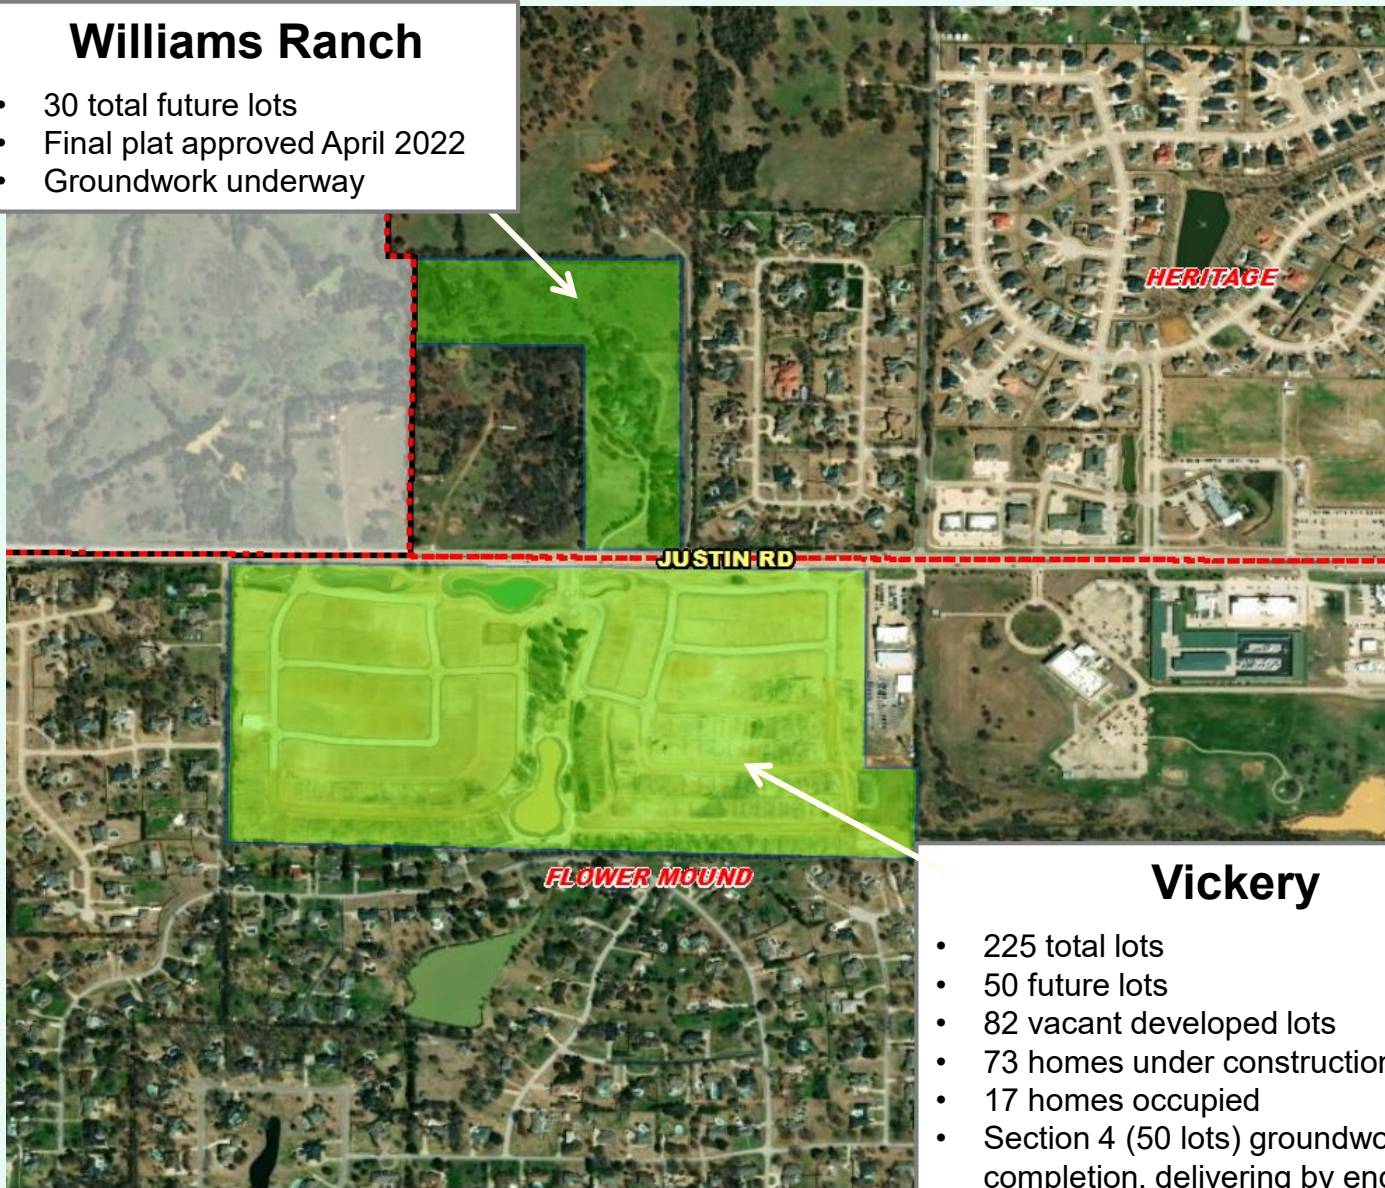 Williams Ranch
• 30 total future lots
• Final plat approved April 2022
• Groundwork underway
HERITAGE
JUSTIN RD
FLOWER MOUND
Vickery
• 225 total lots
• 50 future lots
• 82 vacant developed lots
• 73 homes under construction
• 17 homes occupied
• Section 4 (50 lots)
completion, delivering by